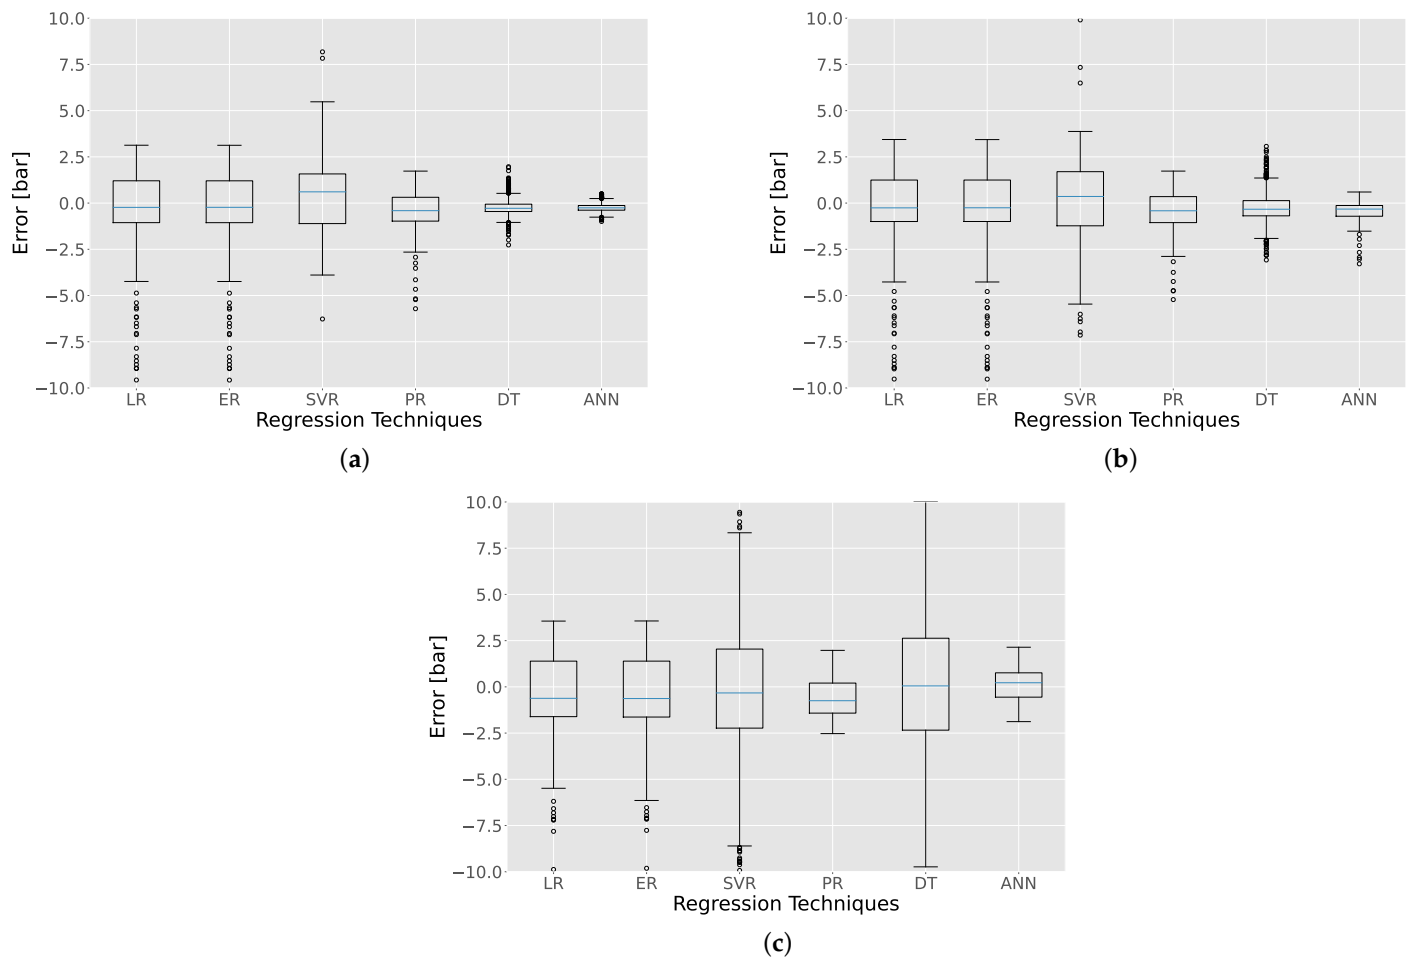 10.0
7.5
5.0
2.5
0.0
−2.5
−5.0
−7.5
−10.0
Error [bar]
LR ER SVR PR DT ANN
Regression Techniques
(a)
10.0
7.5
5.0
2.5
0.0
−2.5
−5.0
−7.5
−10.0
Error [bar]
LR ER SVR PR DT ANN
Regression Techniques
(b)
10.0
7.5
5.0
2.5
0.0
−2.5
−5.0
−7.5
−10.0
Error [bar]
LR ER SVR PR DT ANN
Regression Techniques
(c)